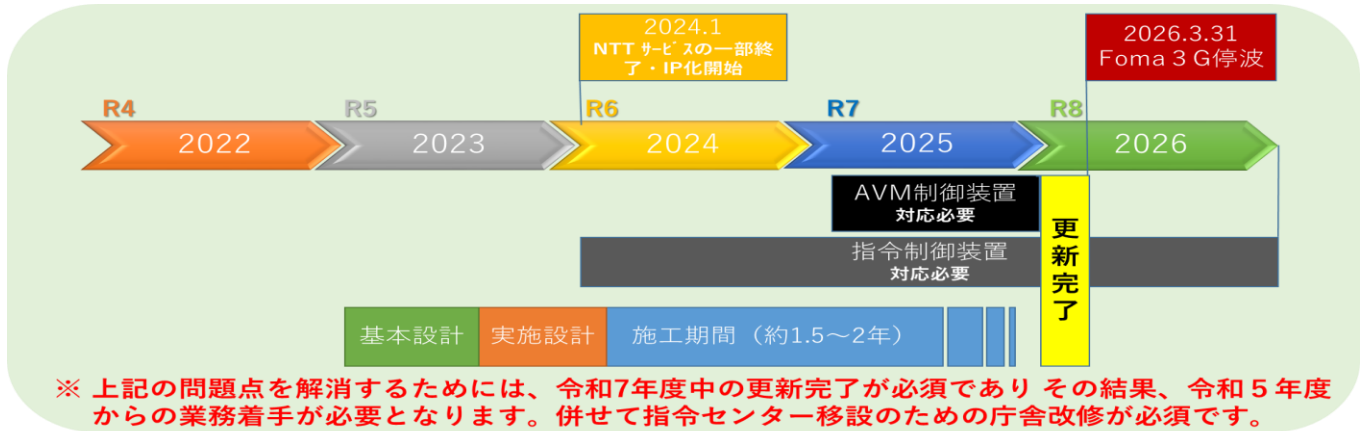 2024.1
NTT ｻｰﾋﾞｽの一部終
了・IP化開始
2026.3.31
Foma３G停波
R4
R5
R6
R7
R8
2022
2023
2024
2025
2026
AVM制御装置
対応必要
指令制御装置
対応必要
更新完了
基本設計
実施設計
施工期間（約1.5～2年）
※ 上記の問題点を解消するためには、令和7年度中の更新完了が必須であり その結果、令和５年度
からの業務着手が必要となります。併せて指令センター移設のための庁舎改修が必須です。